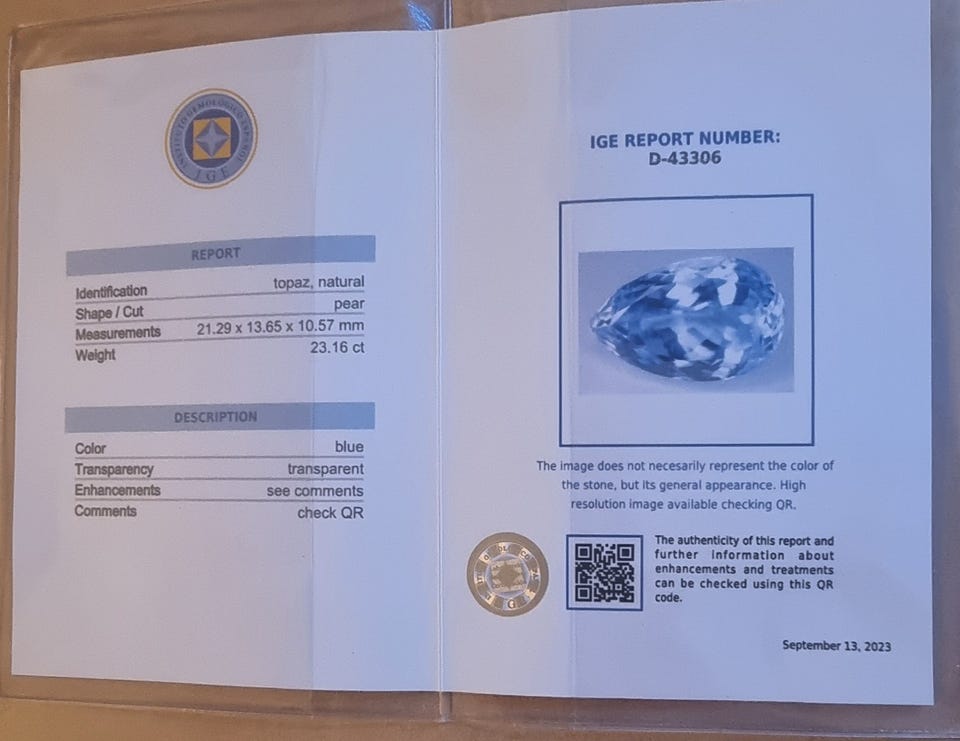 INSTITUTO GEMOLÓGICO ESPAÑOL
IGE
REPORT
Identification topaz, natural
Shape / Cut pear
Measurements 21.29 x 13.65 x 10.57 mm
Weight 23.16 ct
DESCRIPTION
Color blue
Transparency transparent
Enhancements see comments
Comments check QR
IGE REPORT NUMBER:
D-43306
The image does not necesarily represent the color of
the stone, but its general appearance. High
resolution image available checking QR.
The authenticity of this report and
further information about
enhancements and treatments
can be checked using this QR
code.
September 13, 2023